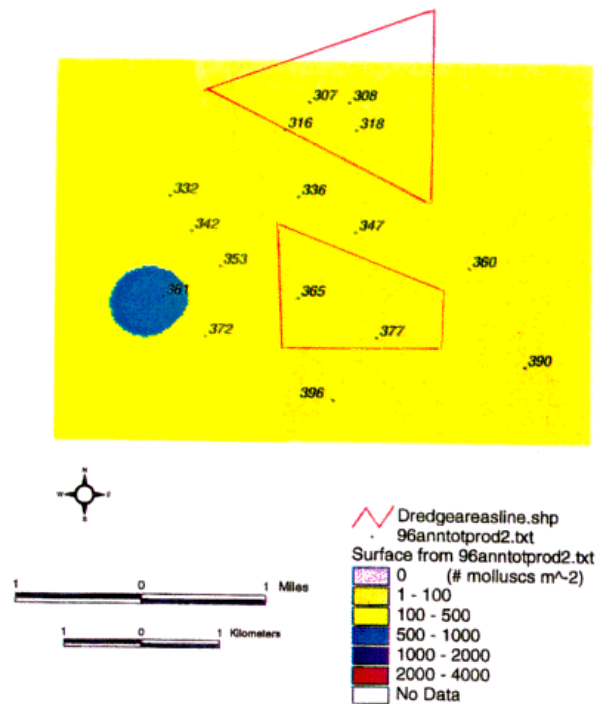 307 308
316 318
332 336
342 347
353 360
361 365
372 377
390
396
N
W
S
Dredgeareasline.shp
96anntotprod2.txt
Surface from 96anntotprod2.txt
0 (# molluscs m^-2)
1 - 100
100 - 500
500 - 1000
1000 - 2000
2000 - 4000
No Data
1 0 1 Miles
1 0 1 Kilometers